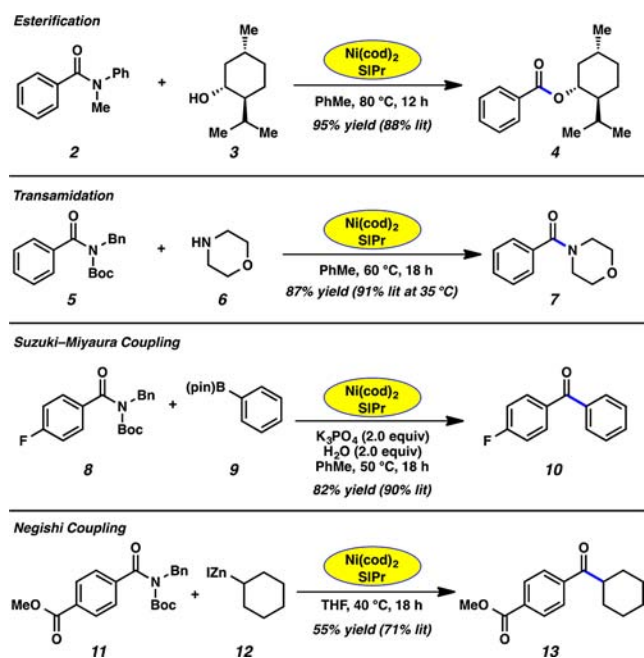 Esterification
O
N
Ph
Me
2
+
Me
HO
Me
Me
3
Ni(cod)2
SIPr
PhMe, 80 °C, 12 h
95% yield (88% lit)
Me
O
O
Me
Me
4
Transamidation
O
N
Bn
Boc
5
+
HN
O
6
Ni(cod)2
SIPr
PhMe, 60 °C, 18 h
87% yield (91% lit at 35 °C)
O
N
O
7
Suzuki–Miyaura Coupling
O
N
Bn
Boc
F
8
+
(pin)B
9
Ni(cod)2
SIPr
K3PO4 (2.0 equiv)
H2O (2.0 equiv)
PhMe, 50 °C, 18 h
82% yield (90% lit)
O
F
10
Negishi Coupling
O
N
Bn
Boc
MeO
O
11
+
IZn
12
Ni(cod)2
SIPr
THF, 40 °C, 18 h
55% yield (71% lit)
O
MeO
O
13